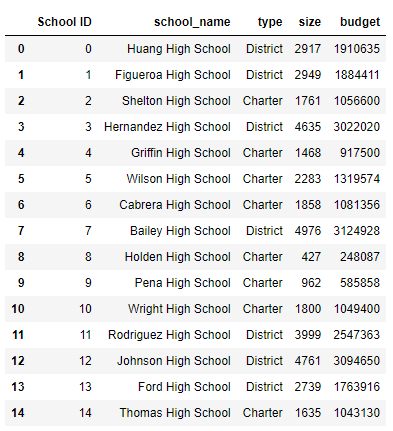 School ID school_name type size budget
0 0 Huang High School District 2917 1910635
1 1 Figueroa High School District 2949 1884411
2 2 Shelton High School Charter 1761 1056600
3 3 Hernandez High School District 4635 3022020
4 4 Griffin High School Charter 1468 917500
5 5 Wilson High School Charter 2283 1319574
6 6 Cabrera High School Charter 1858 1081356
7 7 Bailey High School District 4976 3124928
8 8 Holden High School Charter 427 248087
9 9 Pena High School Charter 962 585858
10 10 Wright High School Charter 1800 1049400
11 11 Rodriguez High School District 3999 2547363
12 12 Johnson High School District 4761 3094650
13 13 Ford High School District 2739 1763916
14 14 Thomas High School Charter 1635 1043130